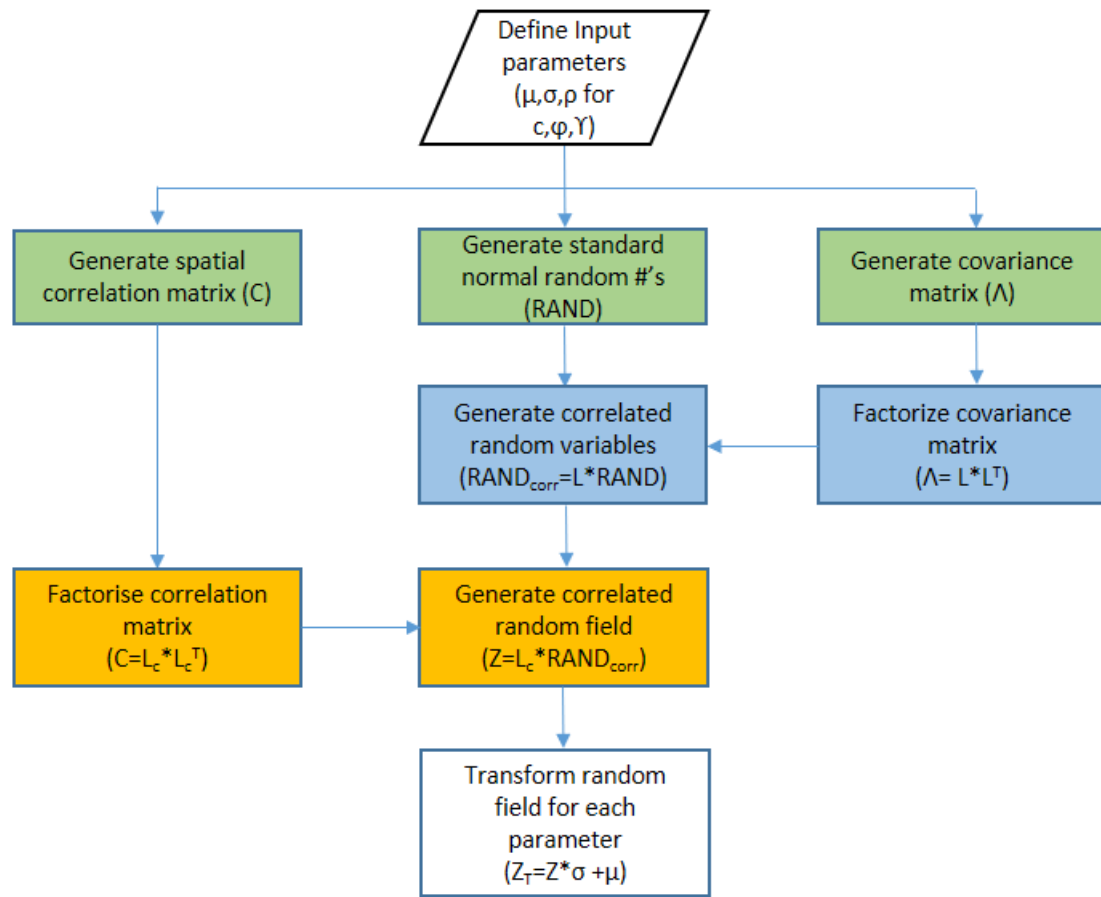 Define Input
parameters
(μ,σ,ρ for
c,φ,ϒ)
Generate spatial
correlation matrix (C)
Generate standard
normal random #'s
(RAND)
Generate covariance
matrix (Λ)
Generate correlated
random variables
(RANDcorr=L*RAND)
Factorize covariance
matrix
(Λ= L*Lᵀ)
Factorise correlation
matrix
(C=Lc*Lcᵀ)
Generate correlated
random field
(Z=Lc*RANDcorr)
Transform random
field for each
parameter
(ZT=Z*σ +μ)